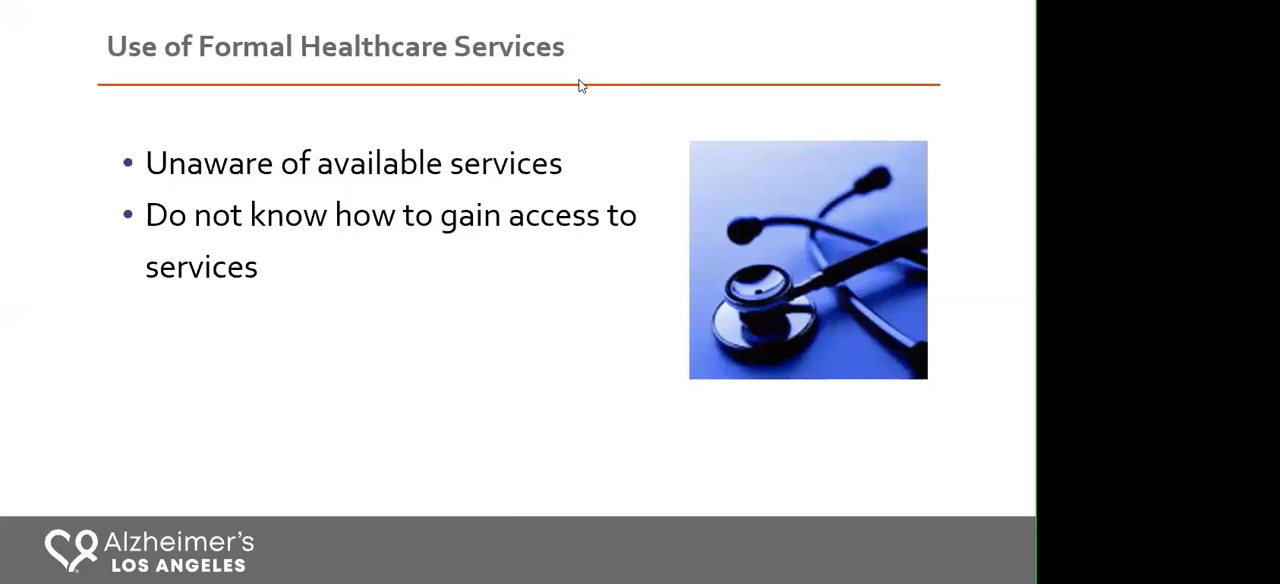 Use of Formal Healthcare Services
• Unaware of available services
• Do not know how to gain access to
services
Alzheimer's
LOS ANGELES